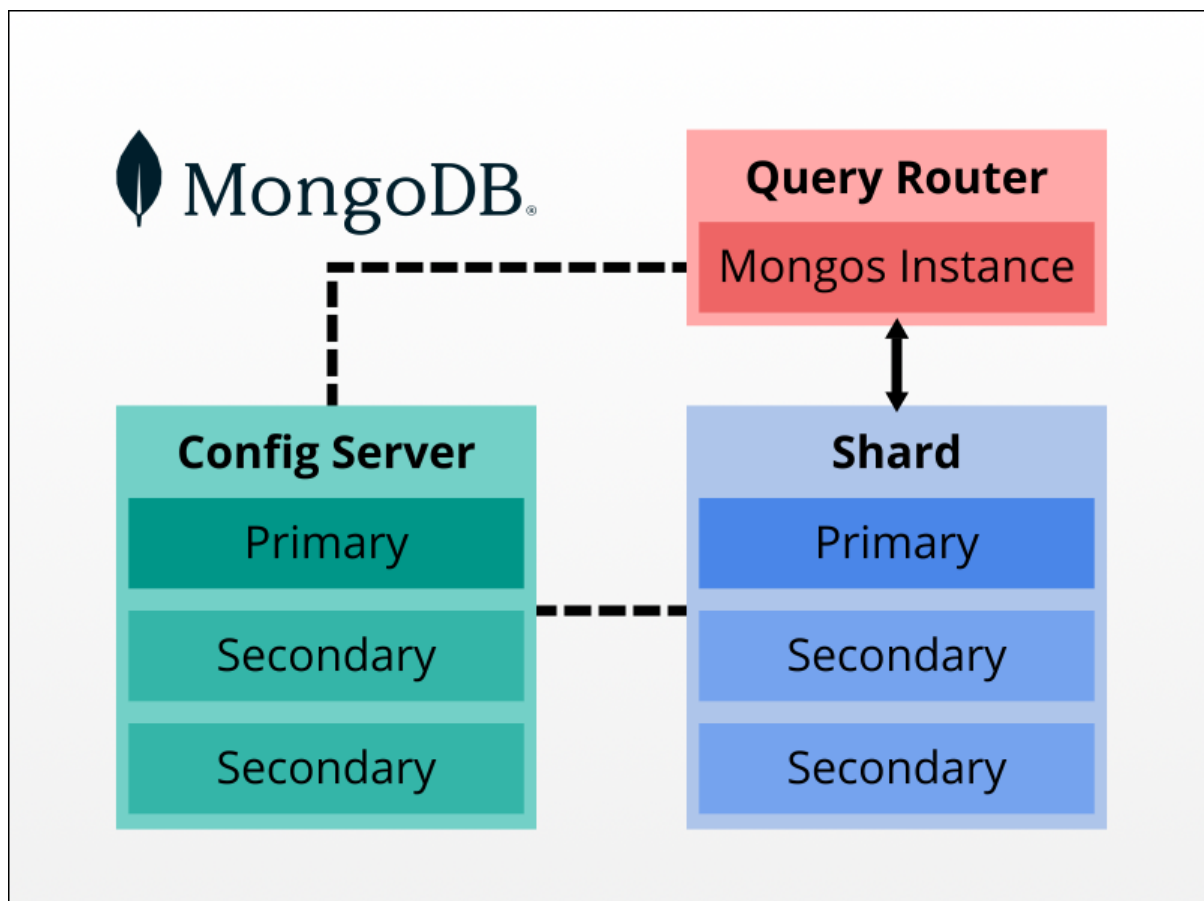 MongoDB®
Query Router
Mongos Instance
Config Server
Primary
Secondary
Secondary
Shard
Primary
Secondary
Secondary